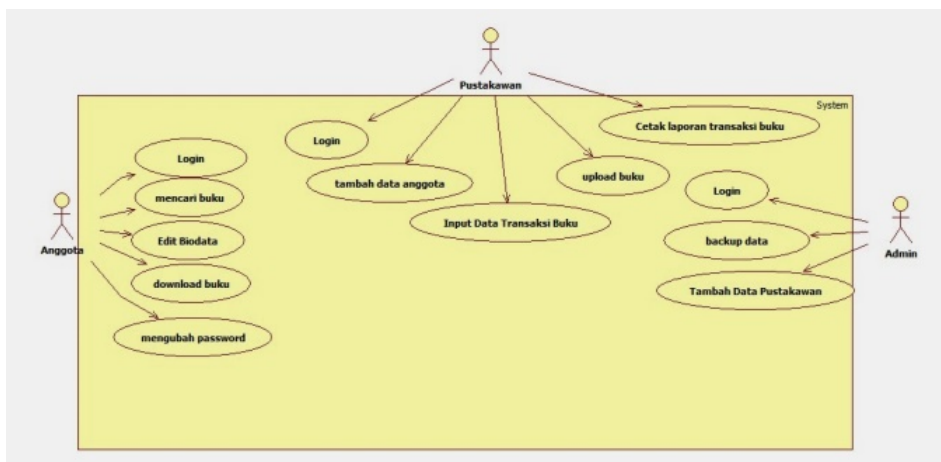 Pustakawan
System
Cetak laporan transaksi buku
Login
Login
upload buku
tambah data anggota
Login
mencari buku
Input Data Transaksi Buku
Edit Biodata
backup data
Anggota
Admin
download buku
Tambah Data Pustakawan
mengubah password